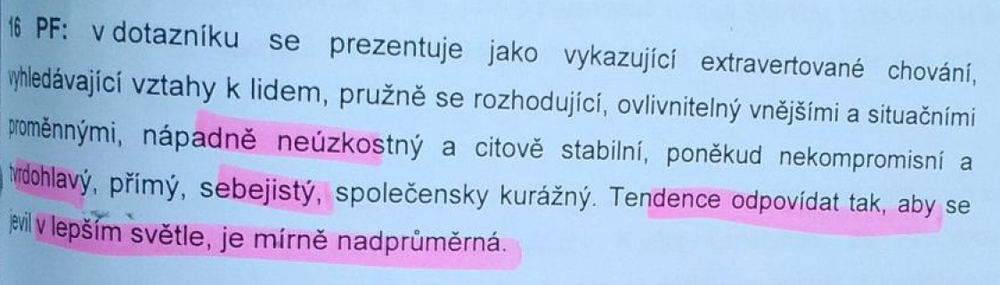 16 PF: v dotazníku se prezentuje jako vykazující extravertované chování,
vyhledávající vztahy k lidem, pružně se rozhodující, ovlivnitelný vnějšími a situačními
proměnnými, nápadně neúzkostný a citově stabilní, poněkud nekompromisní a
tvrdohlavý, přímý, sebejistý, společensky kurážný. Tendence odpovídat tak, aby se
jevil v lepším světle, je mírně nadprůměrná.